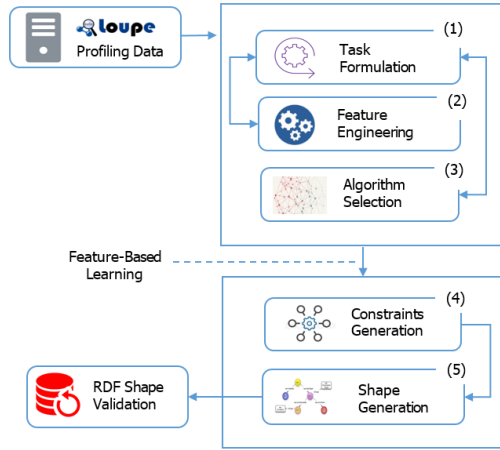 Loupe
Profiling Data
(1)
Task
Formulation
(2)
Feature
Engineering
(3)
Algorithm
Selection
Feature-Based
Learning
(4)
Constraints
Generation
(5)
Shape
Generation
RDF Shape
Validation